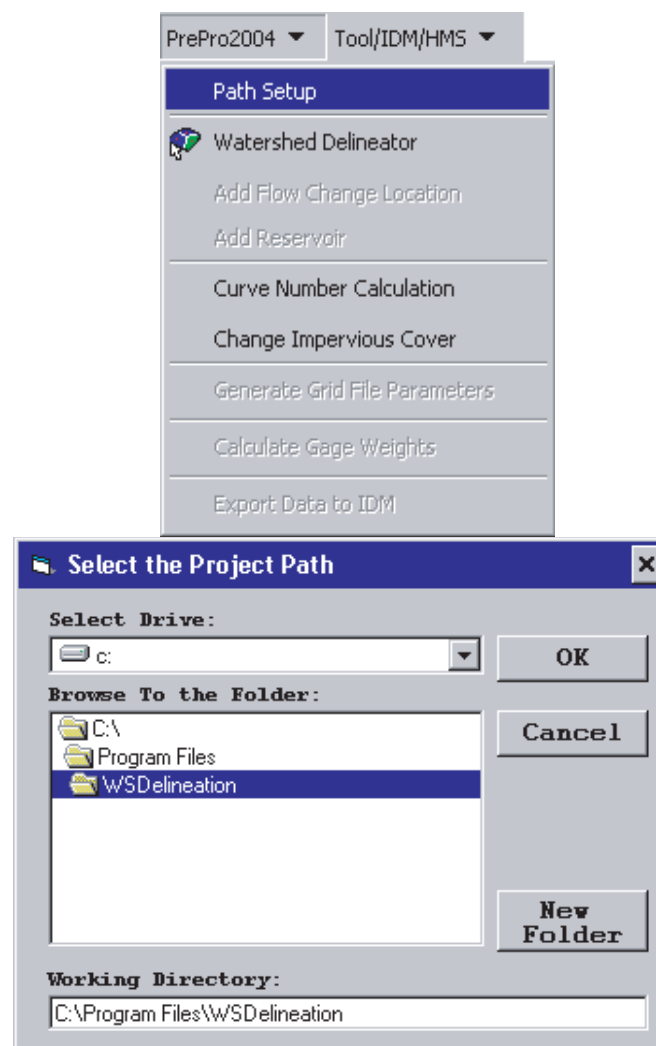 PrePro2004 Tool/IDM/HMS
Path Setup
Watershed Delineator
Add Flow Change Location
Add Reservoir
Curve Number Calculation
Change Impervious Cover
Generate Grid File Parameters
Calculate Gage Weights
Export Data to IDM
Select the Project Path
Select Drive:
c:
OK
Browse To the Folder:
C:\
Cancel
Program Files
WSDelineation
New
Folder
Working Directory:
C:\Program Files\WSDelineation